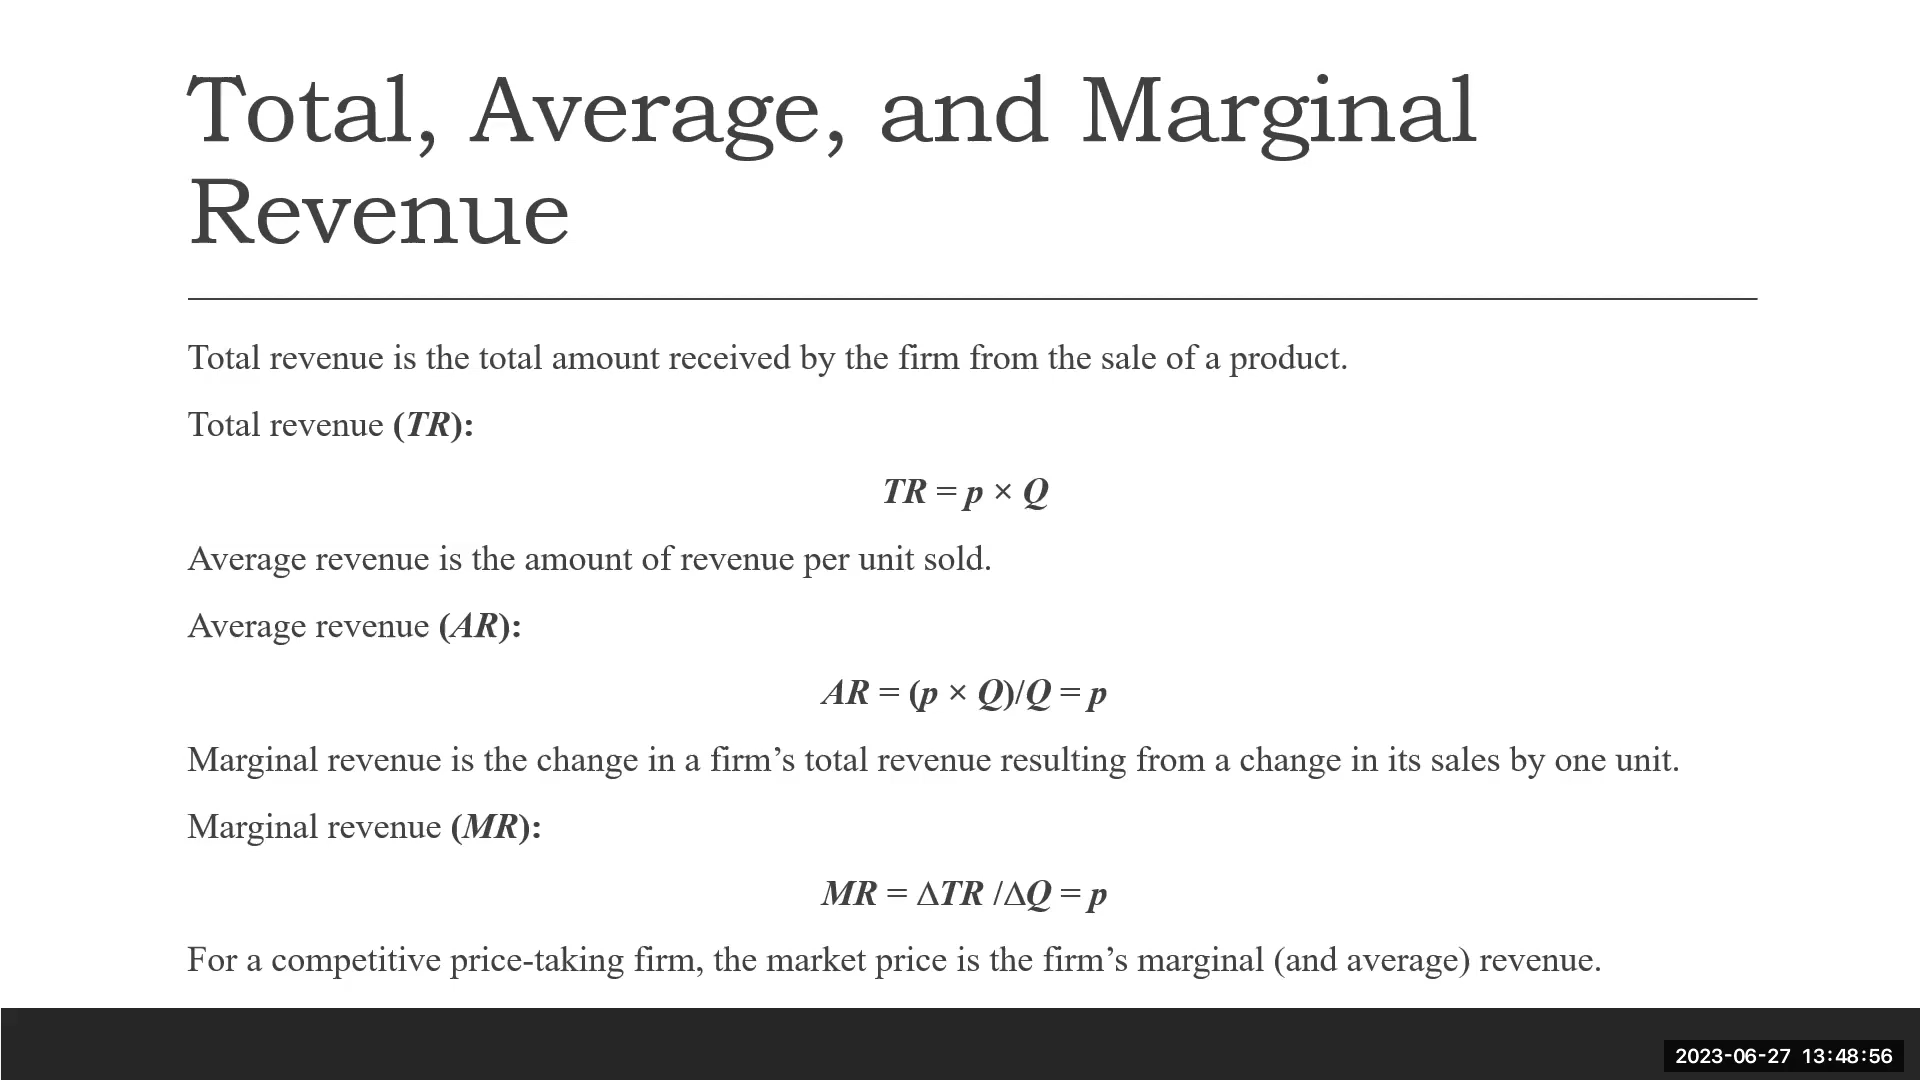 Total, Average, and Marginal
Revenue
Total revenue is the total amount received by the firm from the sale of a product.
Total revenue (TR):
TR = p × Q
Average revenue is the amount of revenue per unit sold.
Average revenue (AR):
AR = (p × Q)/Q = p
Marginal revenue is the change in a firm’s total revenue resulting from a change in its sales by one unit.
Marginal revenue (MR):
MR = ΔTR /ΔQ = p
For a competitive price-taking firm, the market price is the firm’s marginal (and average) revenue.
2023-06-27 13:48:56